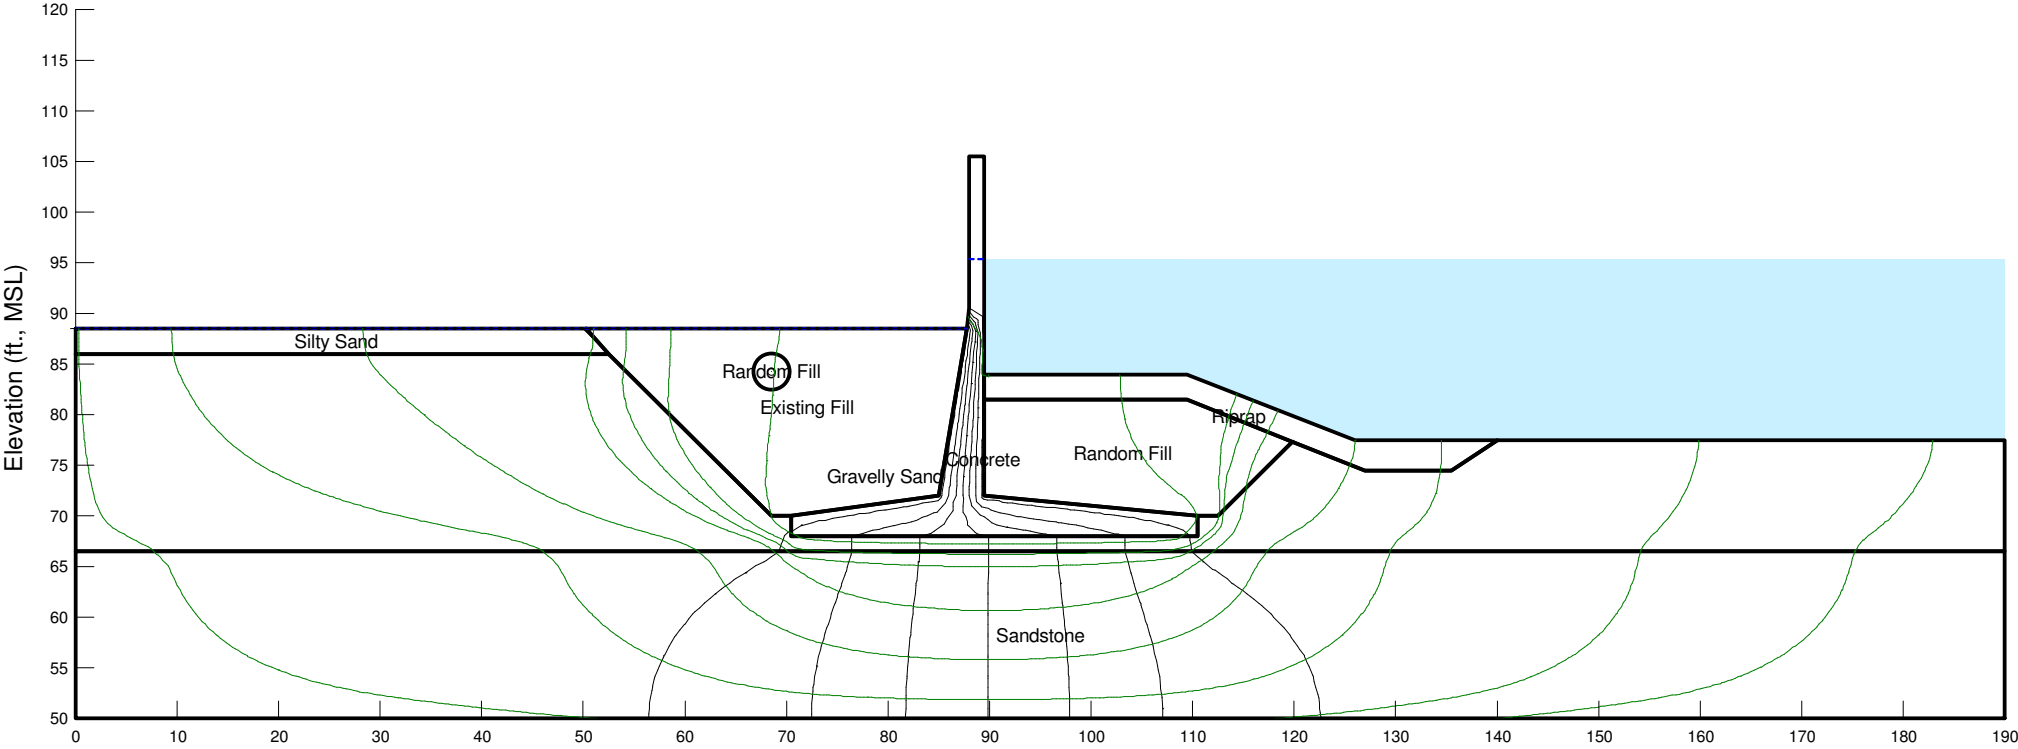 120
115
110
105
100
95
90
85
80
75
70
65
60
55
50
Elevation (ft., MSL)
Silty Sand
Random Fill
Existing Fill
Gravelly Sand
Concrete
Random Fill
Riprap
Sandstone
0 10 20 30 40 50 60 70 80 90 100 110 120 130 140 150 160 170 180 190